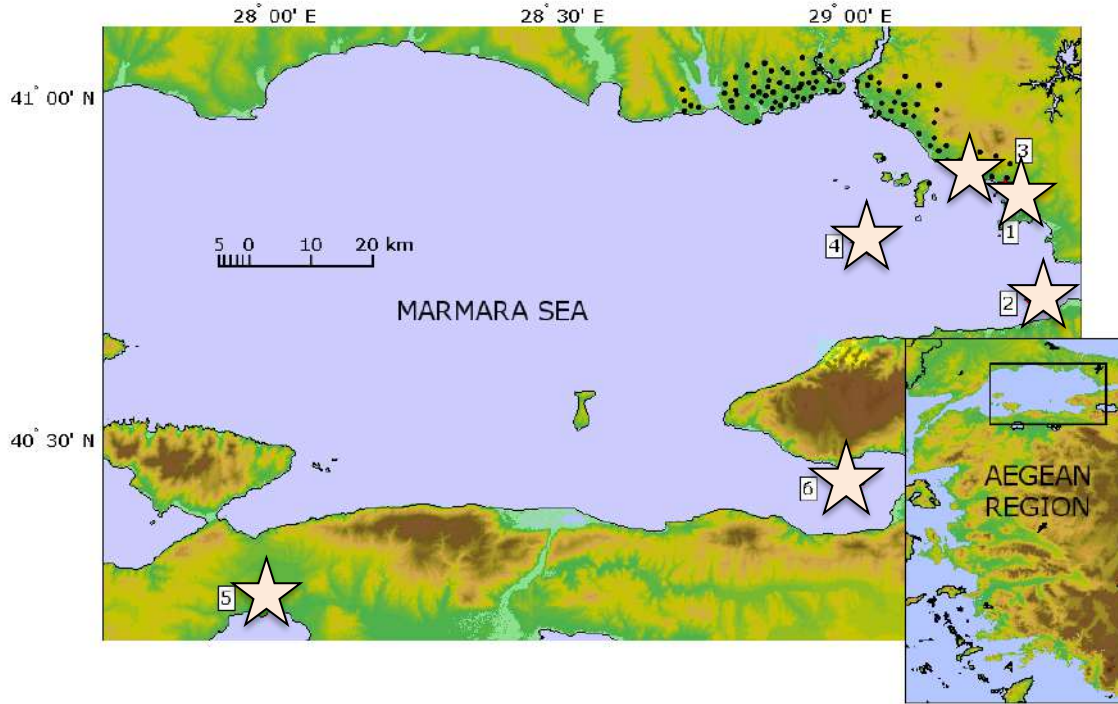 28° 00' E 28° 30' E 29° 00' E
41° 00' N
3
1
4
5 0 10 20 km
2
MARMARA SEA
40° 30' N
AEGEAN
REGION
6
5